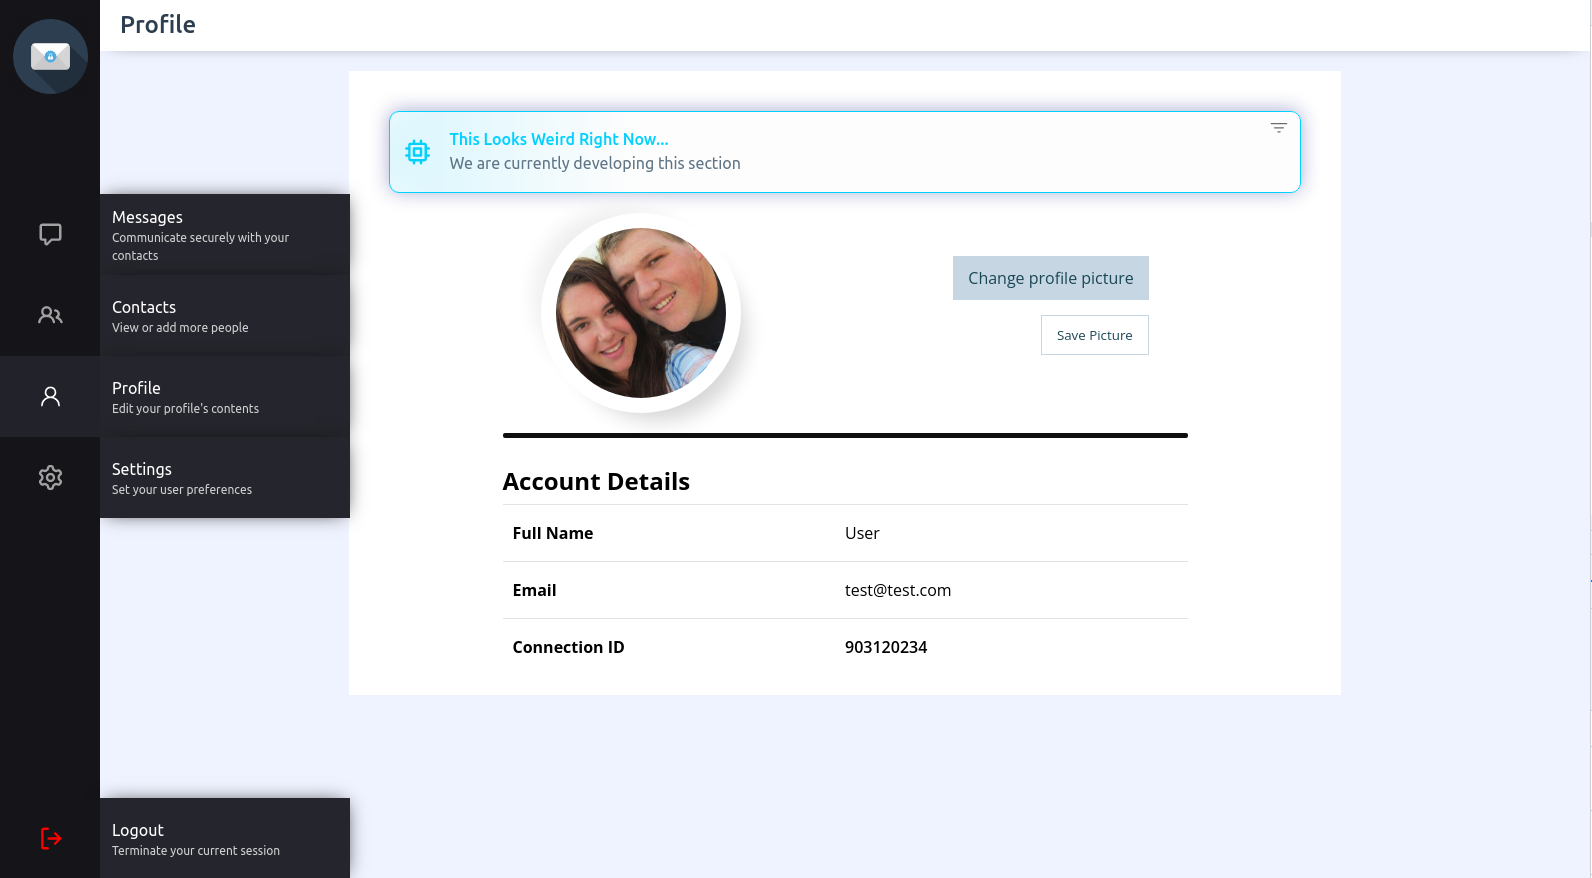 Profile
This Looks Weird Right Now...
We are currently developing this section
Messages
Communicate securely with your
contacts
Contacts
View or add more people
Profile
Edit your profile's contents
Settings
Set your user preferences
Change profile picture
Save Picture
Account Details
Full Name User
Email test@test.com
Connection ID 903120234
Logout
Terminate your current session